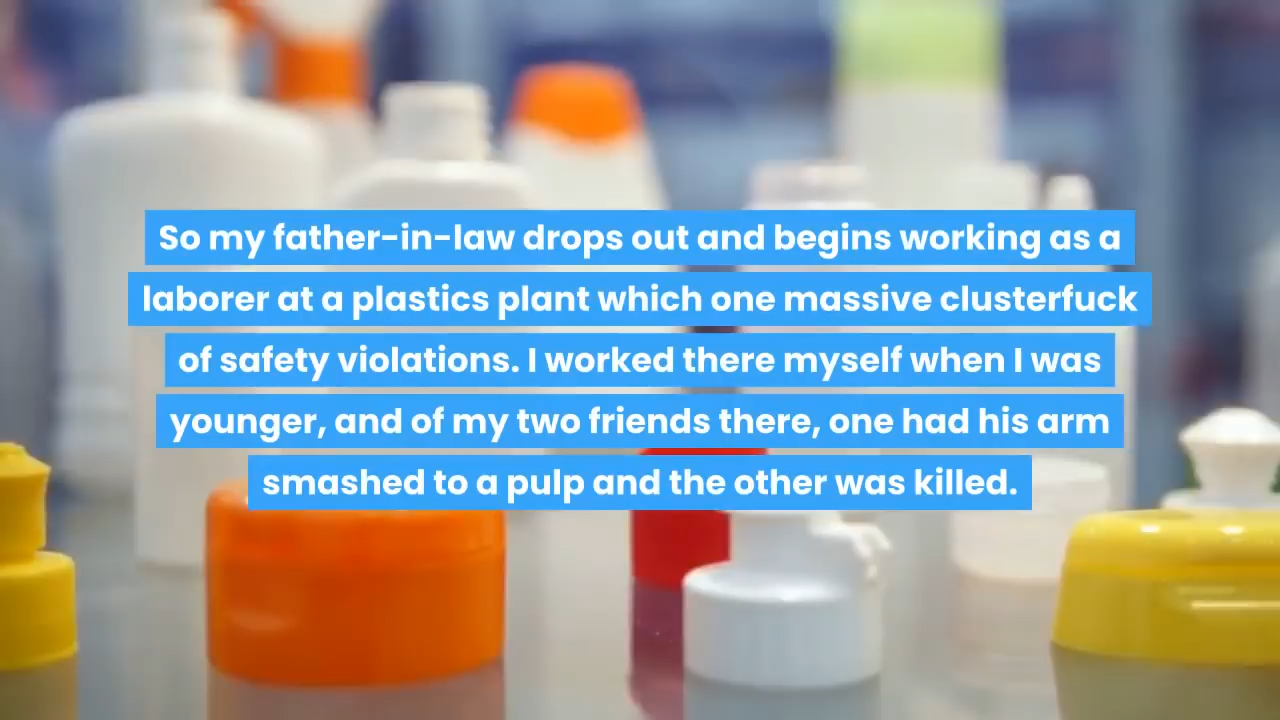 So my father-in-law drops out and begins working as a
laborer at a plastics plant which one massive clusterfuck
of safety violations. I worked there myself when I was
younger, and of my two friends there, one had his arm
smashed to a pulp and the other was killed.